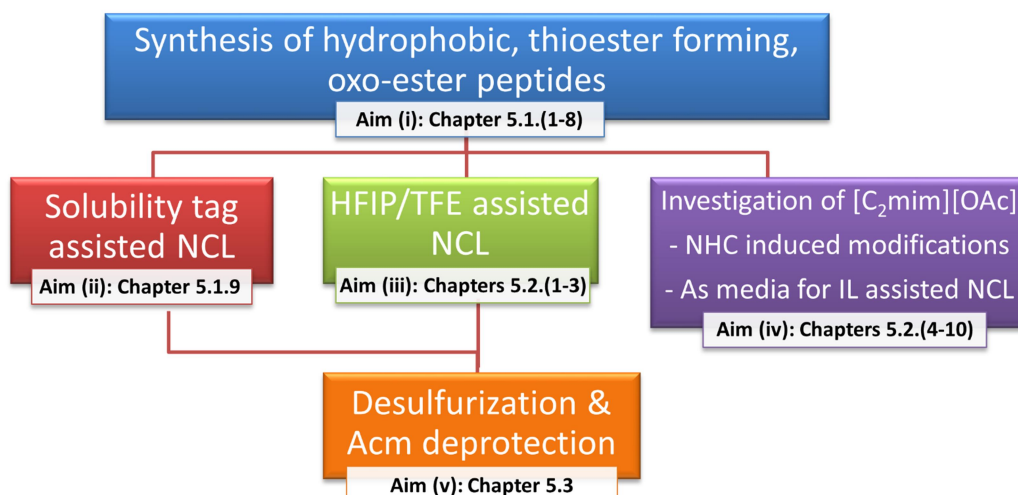 Synthesis of hydrophobic, thioester forming,
oxo-ester peptides
Aim (i): Chapter 5.1.(1-8)
Solubility tag
assisted NCL
Aim (ii): Chapter 5.1.9
HFIP/TFE assisted
NCL
Aim (iii): Chapters 5.2.(1-3)
Investigation of [C₂mim][OAc]
- NHC induced modifications
- As media for IL assisted NCL
Aim (iv): Chapters 5.2.(4-10)
Desulfurization &
Acm deprotection
Aim (v): Chapter 5.3